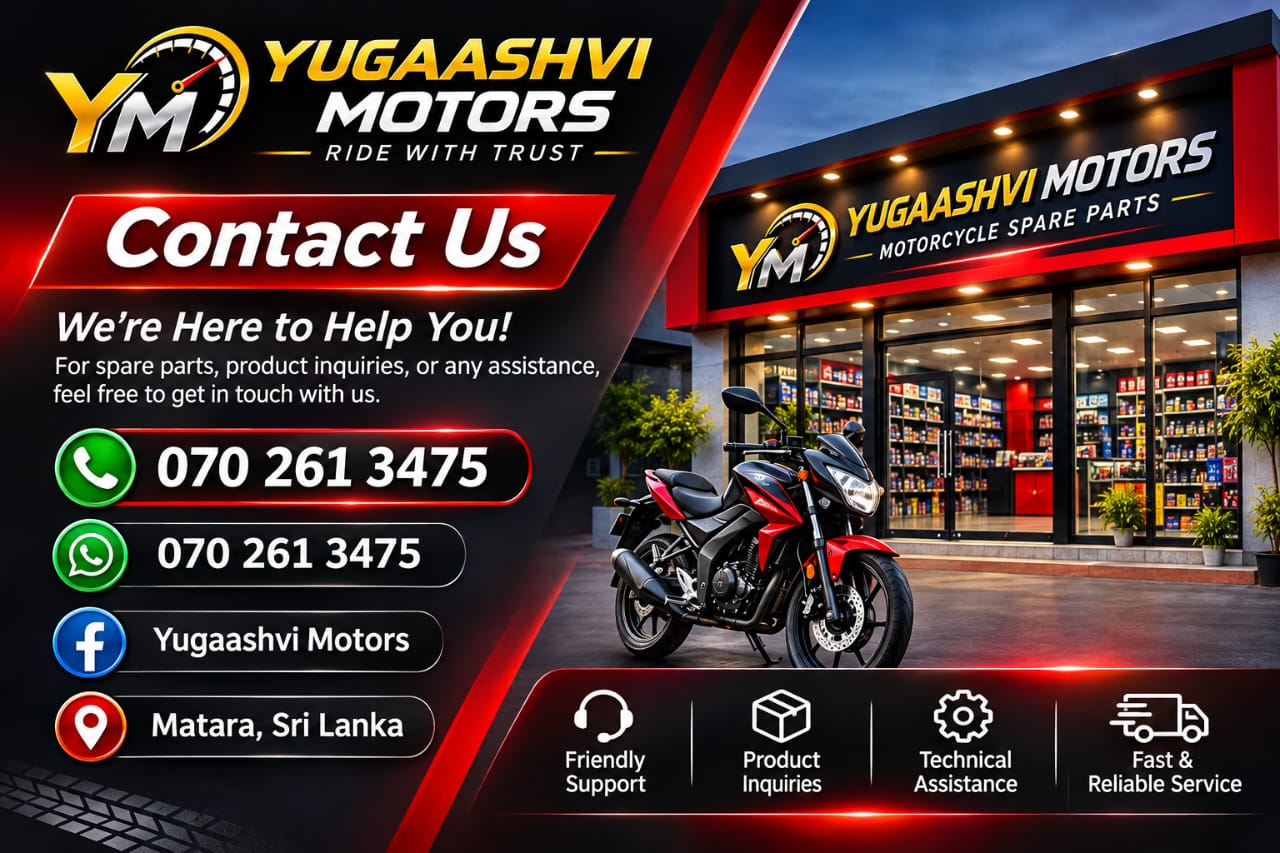 YM
YUGAASHVI
MOTORS
RIDE WITH TRUST
Contact Us
We're Here to Help You!
For spare parts, product inquiries, or any assistance,
feel free to get in touch with us.
070 261 3475
070 261 3475
Yugaashvi Motors
Matara, Sri Lanka
YM
YUGAASHVI MOTORS
MOTORCYCLE SPARE PARTS
Friendly
Support
Product
Inquiries
Technical
Assistance
Fast &
Reliable Service